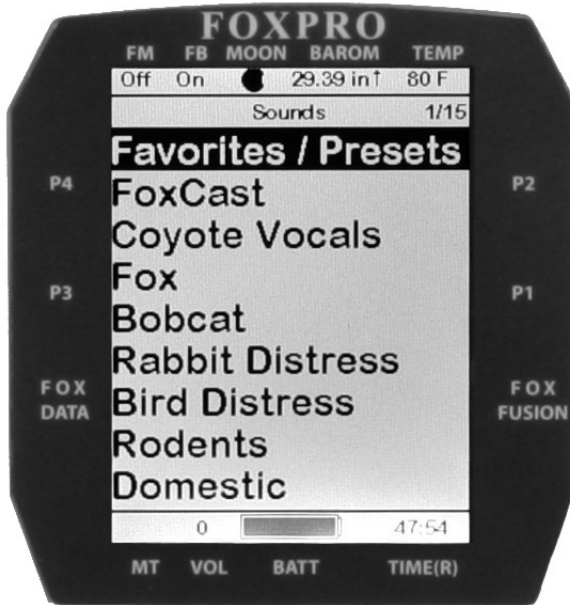 FOXPRO
FM FB MOON BAROM TEMP
Off On 29.39 in↑ 80 F
Sounds 1/15
Favorites / Presets
P4 FoxCast P2
Coyote Vocals
P3 Fox P1
Bobcat
Rabbit Distress
FOX DATA Bird Distress FOX FUSION
Rodents
Domestic
0 47:54
MT VOL BATT TIME(R)